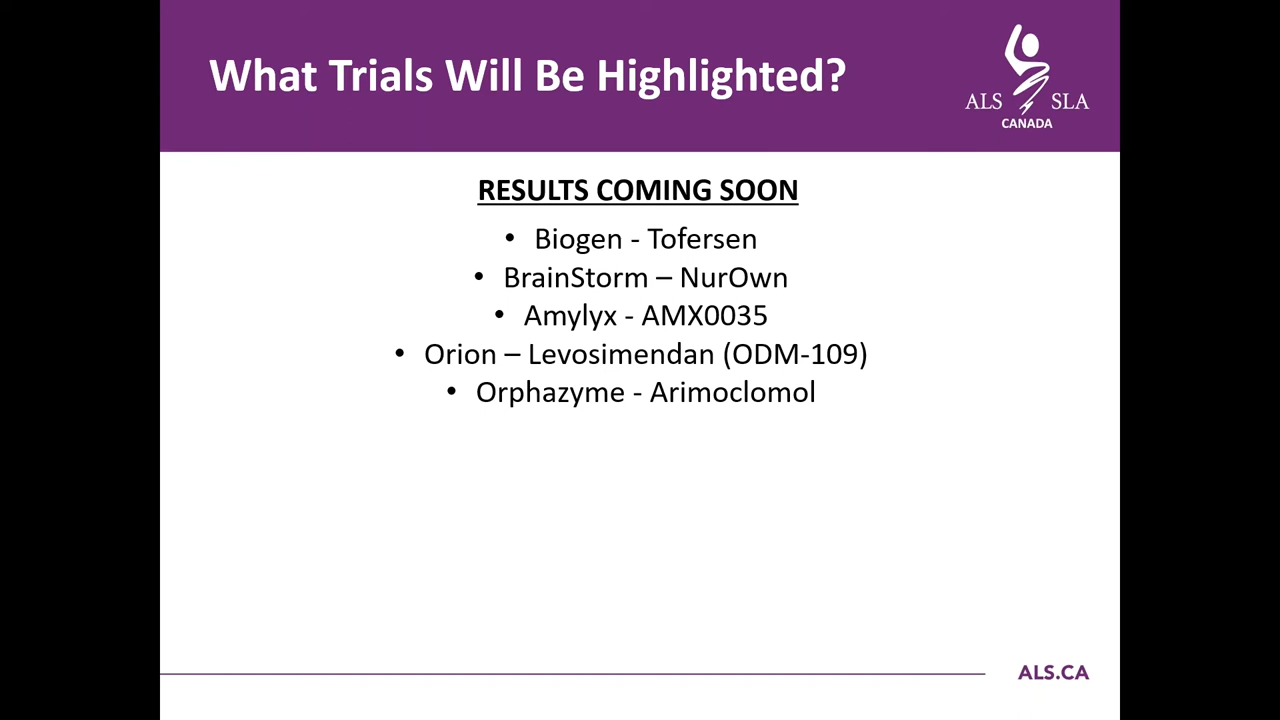 What Trials Will Be Highlighted?
ALS SLA
CANADA
RESULTS COMING SOON
• Biogen - Tofersen
• BrainStorm – NurOwn
• Amylyx - AMX0035
• Orion – Levosimendan (ODM-109)
• Orphazyme - Arimoclomol
ALS.CA